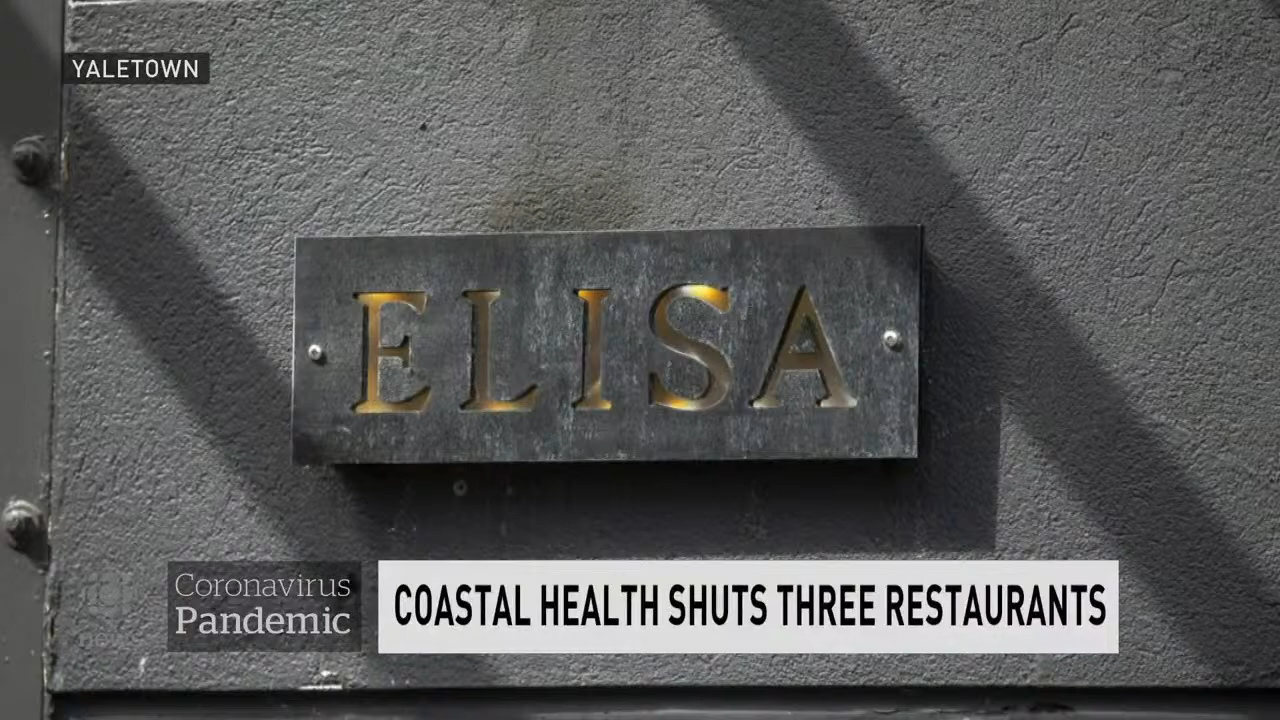 YALETOWN
ELISA
Coronavirus
Pandemic
COASTAL HEALTH SHUTS THREE RESTAURANTS